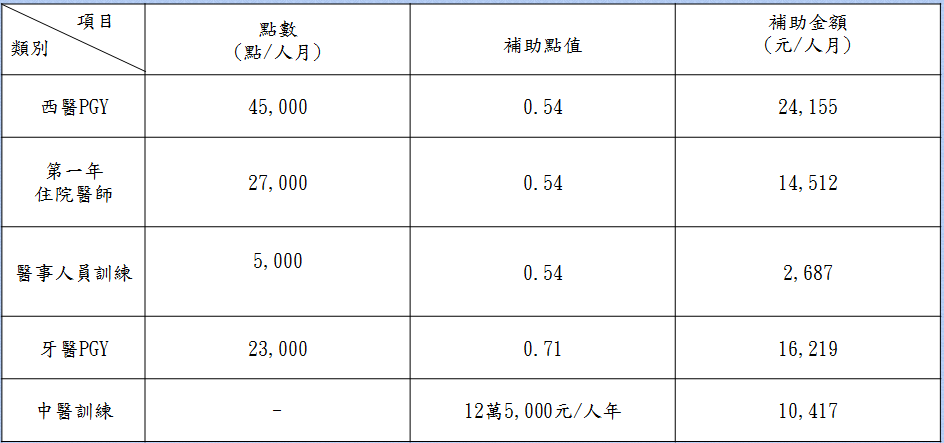 項目
類別
點數
(點/人月)
補助點值
補助金額
(元/人月)
西醫PGY
45,000
0.54
24,155
第一年
住院醫師
27,000
0.54
14,512
醫事人員訓練
5,000
0.54
2,687
牙醫PGY
23,000
0.71
16,219
中醫訓練
-
12萬5,000元/人年
10,417